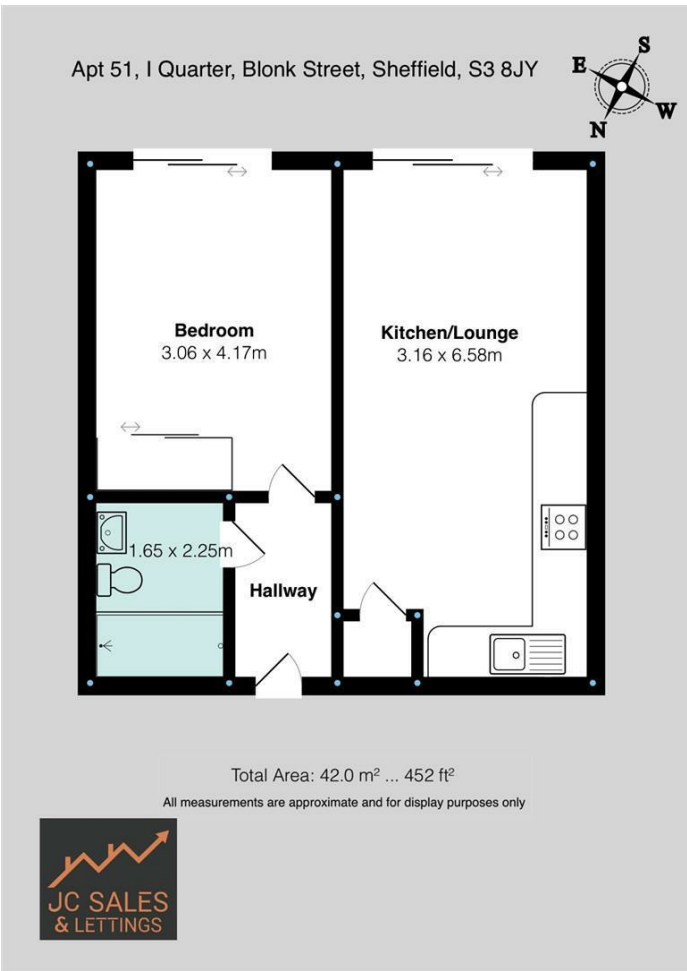 Apt 51, I Quarter, Blonk Street, Sheffield, S3 8JY
S
E
W
N
Bedroom
3.06 x 4.17m
Kitchen/Lounge
3.16 x 6.58m
1.65 x 2.25m
Hallway
Total Area: 42.0 m² ... 452 ft²
All measurements are approximate and for display purposes only
JC SALES
& LETTINGS